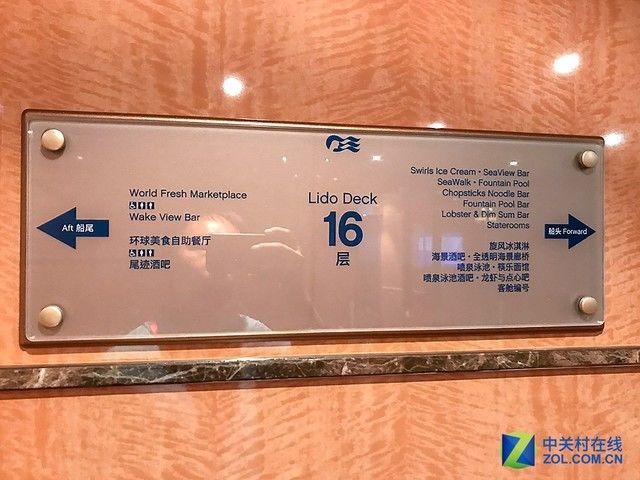 World Fresh Marketplace
Wake View Bar
Aft 船尾
环球美食自助餐厅
尾迹酒吧
Lido Deck
16
层
Swirls Ice Cream · SeaView Bar
SeaWalk · Fountain Pool
Chopsticks Noodle Bar
Fountain Pool Bar
Lobster & Dim Sum Bar
Staterooms
船头 Forward
旋风冰淇淋
海景酒吧 · 全透明海景廊桥
喷泉泳池 · 筷乐面馆
喷泉泳池酒吧 · 龙虾与点心吧
客舱编号
中关村在线
ZOL.COM.CN